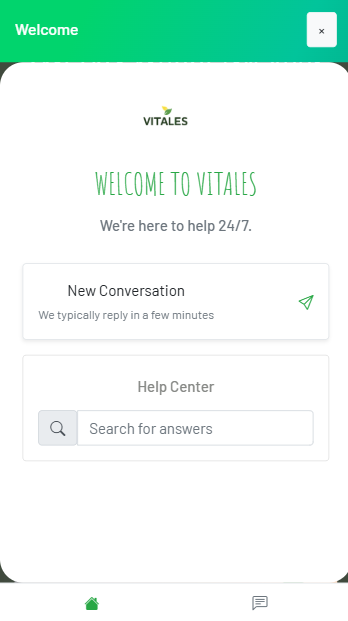 Welcome
×
VITALES
WELCOME TO VITALES
We're here to help 24/7.
New Conversation
We typically reply in a few minutes
Help Center
Search for answers